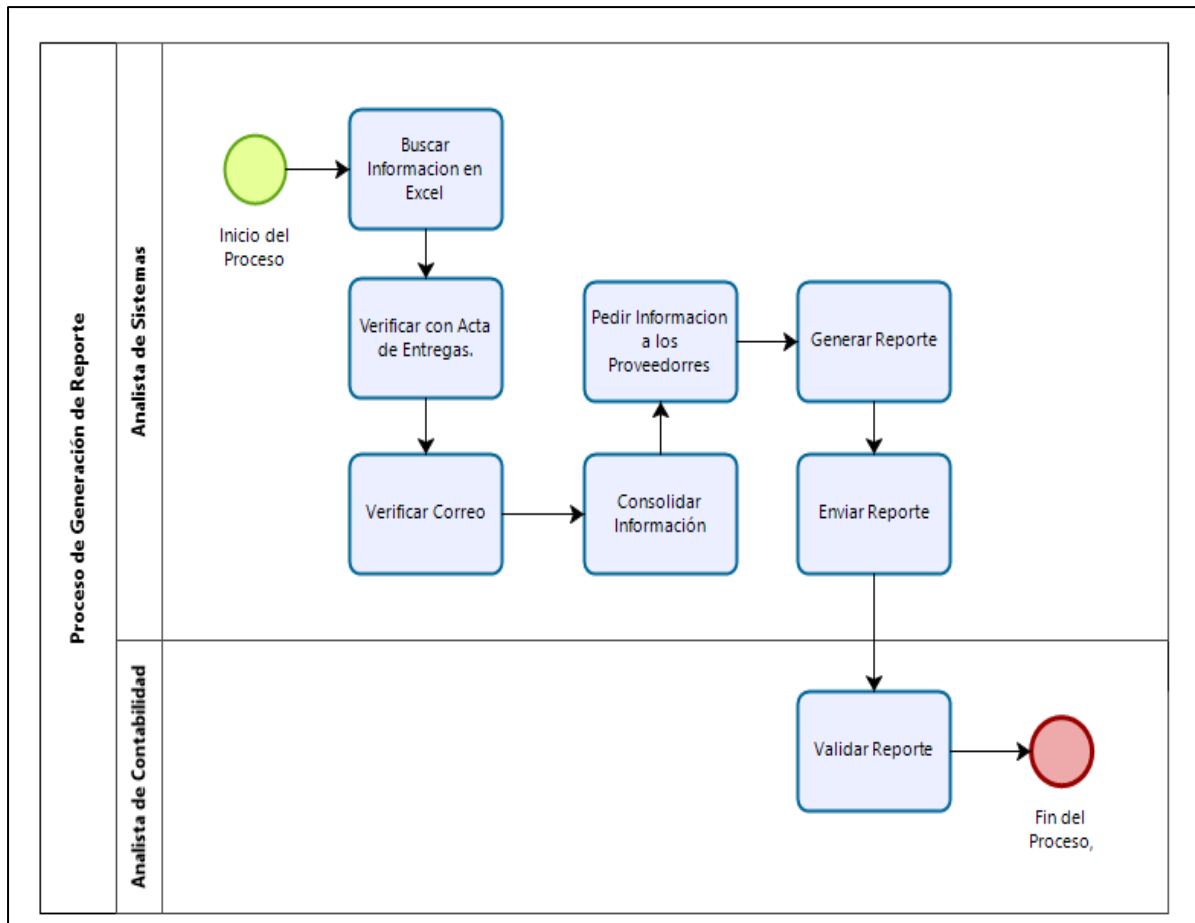 Proceso de Generación de Reporte
Analista de Sistemas
Inicio del
Proceso
Buscar
Informacion en
Excel
Verificar con Acta
de Entregas.
Verificar Correo
Consolidar
Información
Pedir Informacion
a los
Proveedorres
Generar Reporte
Enviar Reporte
Analista de Contabilidad
Validar Reporte
Fin del
Proceso,